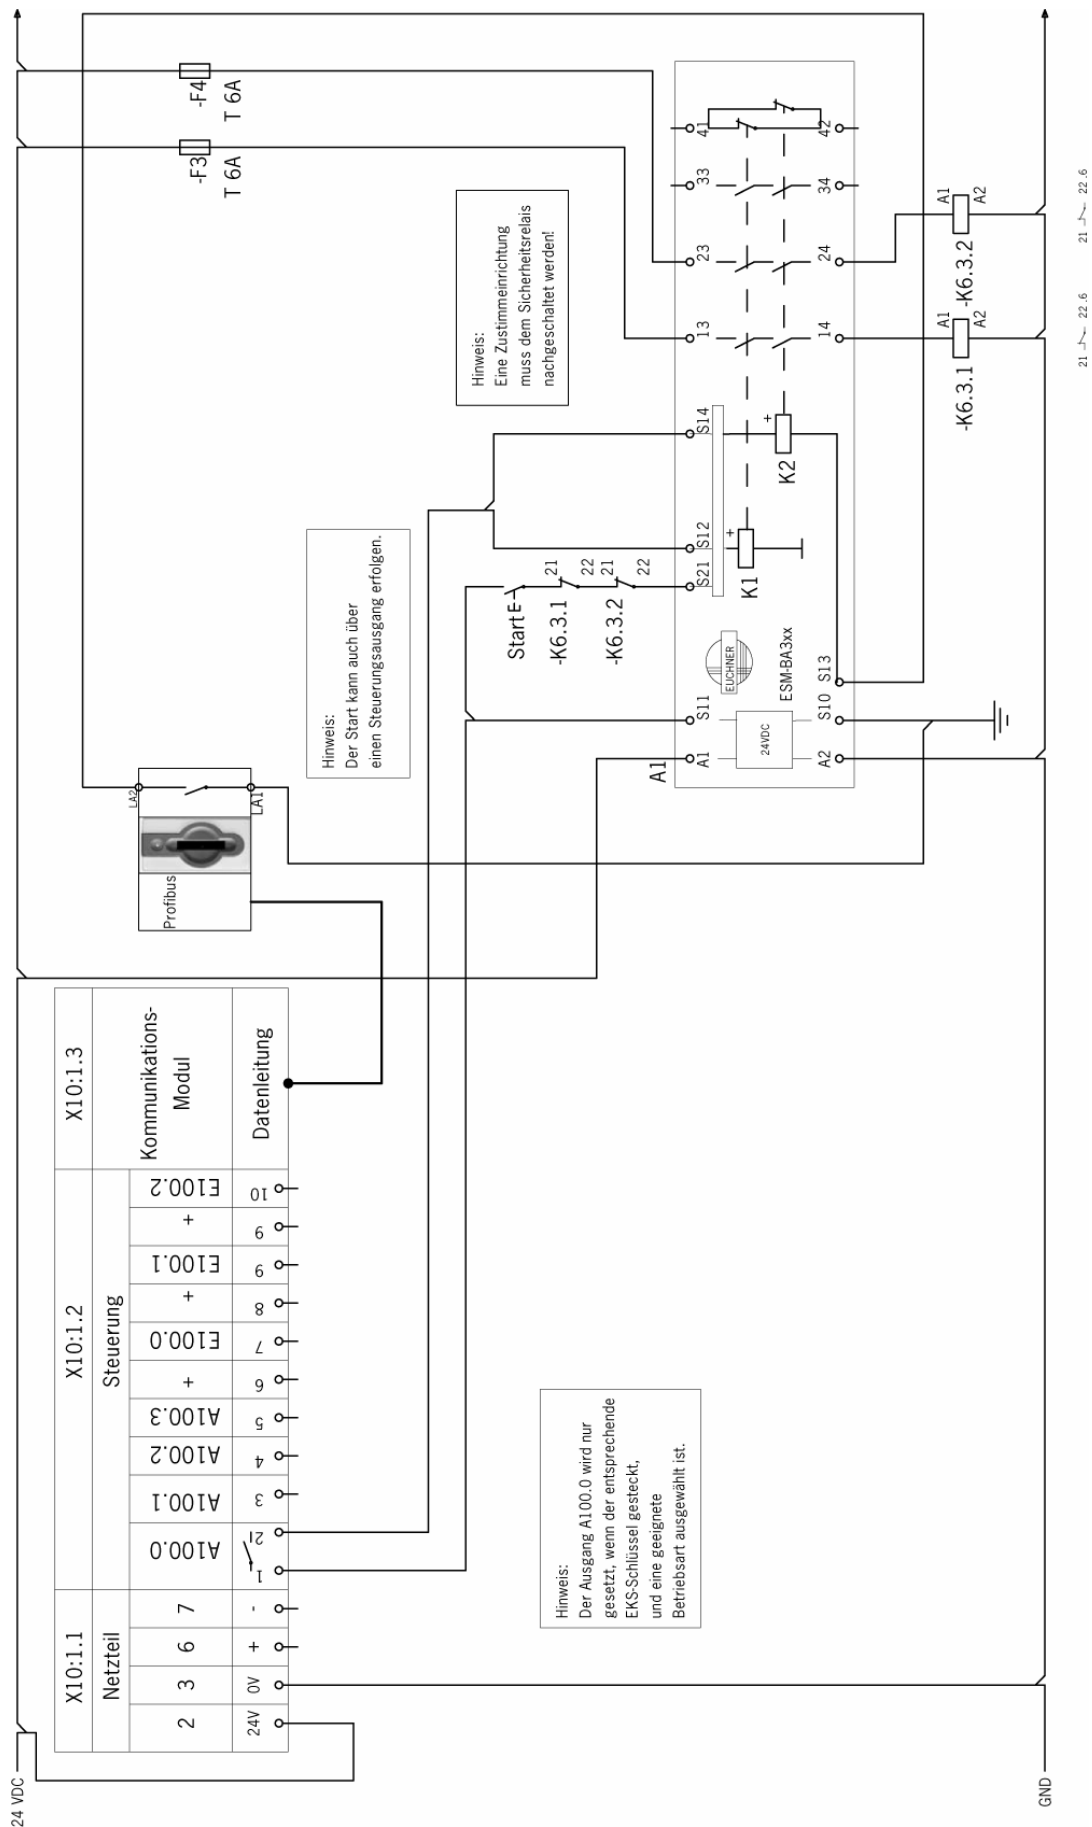 24 VDC
GND
X10:1.1
X10:1.2
X10:1.3
Netzteil
Steuerung
Kommunikations-
Modul
2
3
6
7
A100.0
A100.1
A100.2
A100.3
+
E100.0
+
E100.1
+
E100.2
24V
0V
+
-
1
2
3
4
5
6
7
8
9
9
10
Datenleitung
Profibus
LA2
LA1
-F3
T 6A
-F4
T 6A
Hinweis:
Der Ausgang A100.0 wird nur
gesetzt, wenn der entsprechende
EKS-Schlüssel gesteckt,
und eine geeignete
Betriebsart ausgewählt ist.
Hinweis:
Der Start kann auch über
einen Steuerungsausgang erfolgen.
Hinweis:
Eine Zustimmeinrichtung
muss dem Sicherheitsrelais
nachgeschaltet werden!
Start E
-K6.3.1
21
22
-K6.3.2
21
22
A1
A1
S11
S21
S12
S14
13
23
33
41
24VDC
EUCHNER
ESM-BA3xx
K1
+
K2
+
A2
S10
S13
14
24
34
42
-K6.3.1
A1
A2
-K6.3.2
A1
A2
21
22.6
21
22.6